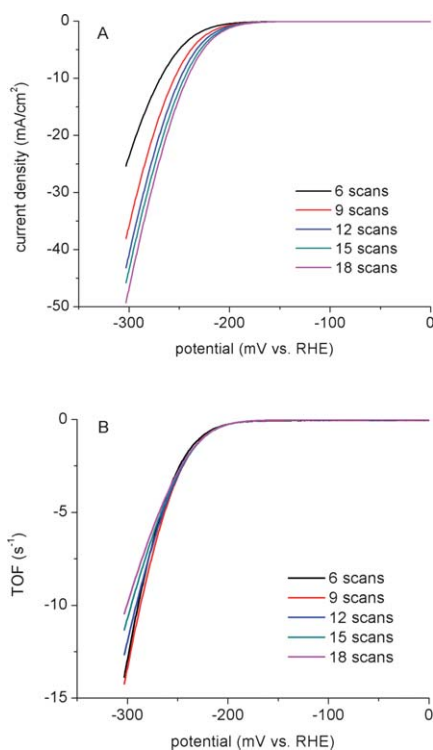 A
0
-10
-20
-30
-40
-50
current density (mA/cm²)
6 scans
9 scans
12 scans
15 scans
18 scans
-300 -200 -100 0
potential (mV vs. RHE)
B
0
-5
-10
-15
TOF (s⁻¹)
6 scans
9 scans
12 scans
15 scans
18 scans
-300 -200 -100 0
potential (mV vs. RHE)